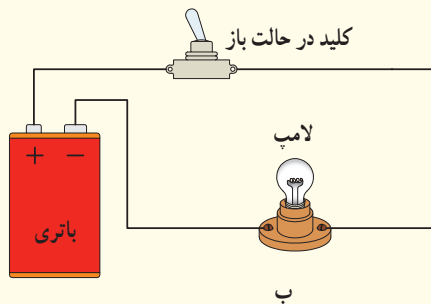 کلید در حالت باز
لامپ
+ −
باتری
ب